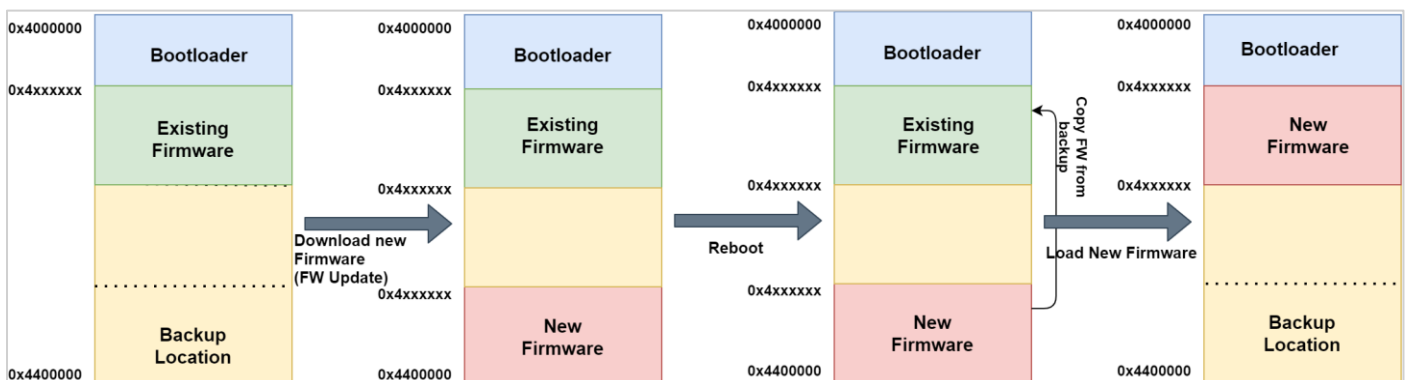 0x4000000
Bootloader
0x4xxxxxx
Existing
Firmware
Backup
Location
0x4400000
Download new
Firmware
(FW Update)
0x4000000
Bootloader
Existing
Firmware
0x4xxxxxx
0x4xxxxxx
New
Firmware
0x4400000
Reboot
0x4000000
Bootloader
0x4xxxxxx
Existing
Firmware
0x4xxxxxx
0x4xxxxxx
New
Firmware
0x4400000
Copy FW from
backup
Load New Firmware
0x4000000
Bootloader
0x4xxxxxx
New
Firmware
0x4xxxxxx
Backup
Location
0x4400000